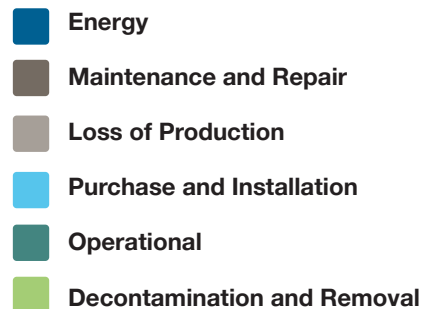 Energy
Maintenance and Repair
Loss of Production
Purchase and Installation
Operational
Decontamination and Removal